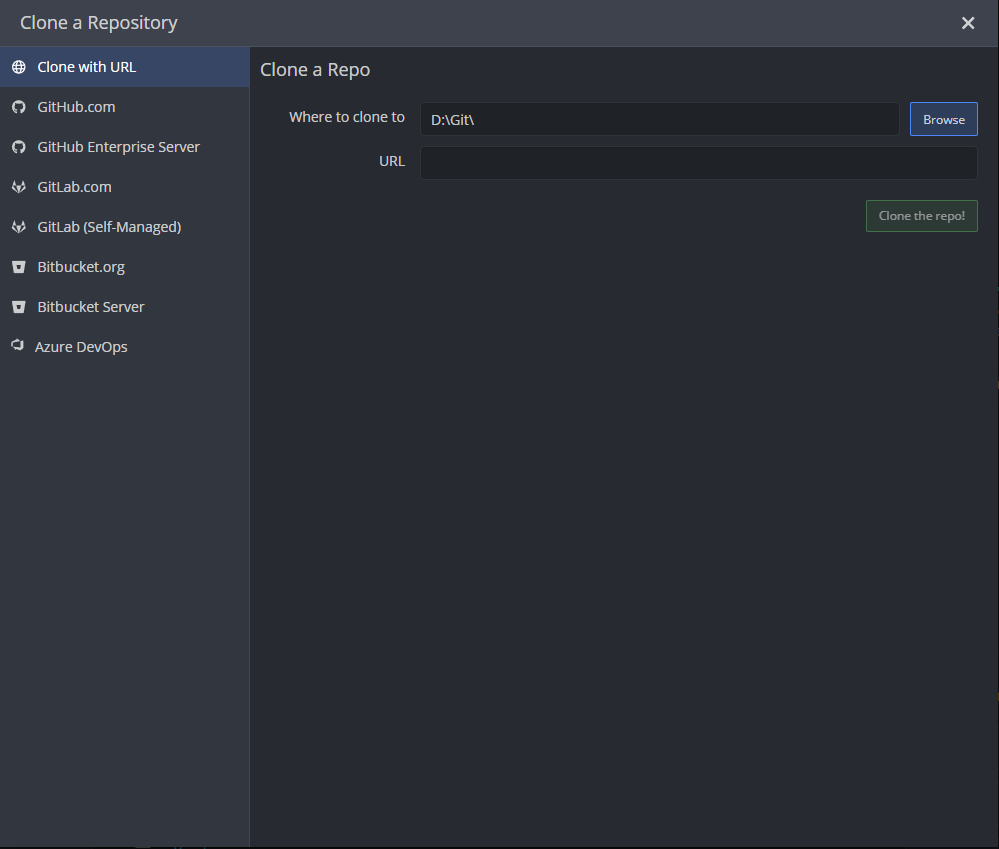 Clone a Repository
Clone with URL
GitHub.com
GitHub Enterprise Server
GitLab.com
GitLab (Self-Managed)
Bitbucket.org
Bitbucket Server
Azure DevOps
Clone a Repo
Where to clone to D:\Git\ Browse
URL
Clone the repo!